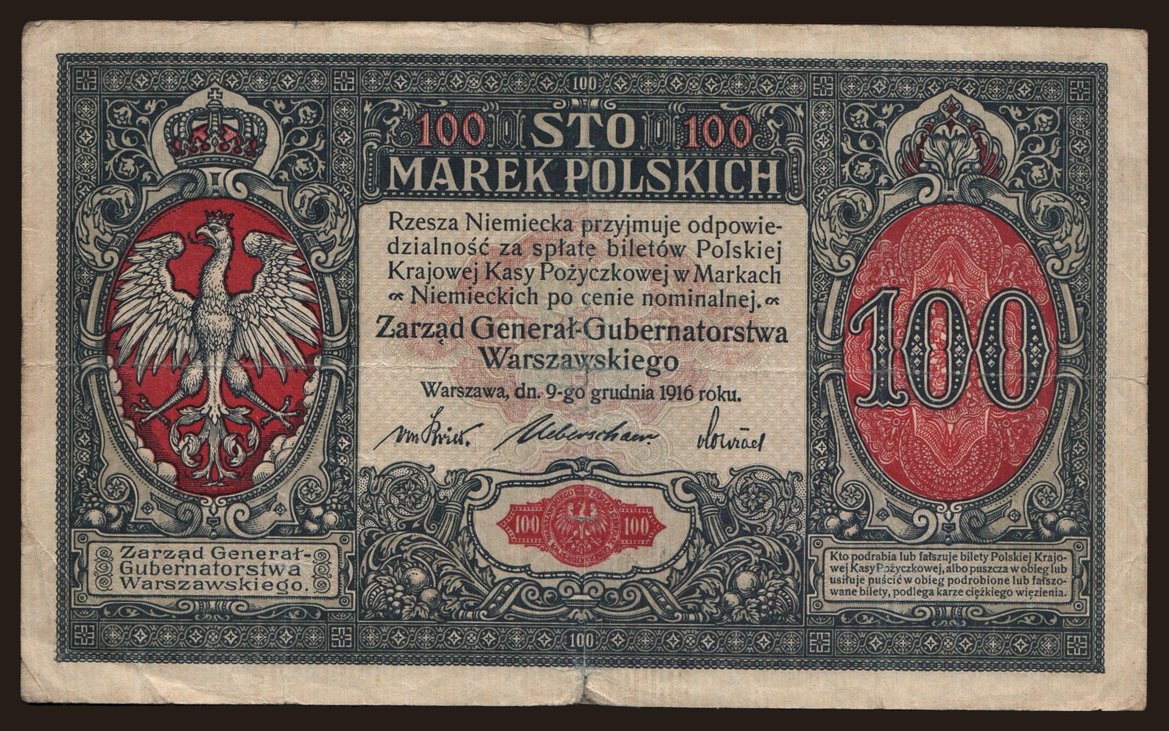 100
100 STO 100
MAREK POLSKICH
Rzesza Niemiecka przyjmuje odpowie-
dzialność za spłatę biletów Polskiej
Krajowej Kasy Pożyczkowej w Markach
Niemieckich po cenie nominalnej.
Zarząd Generał-Gubernatorstwa
Warszawskiego
Warszawa, dn. 9-go grudnia 1916 roku.
100
100 100
Zarząd Generał-
Gubernatorstwa
Warszawskiego.
Kto podrabia lub fałszuje bilety Polskiej Krajo-
wej Kasy Pożyczkowej, albo puszcza w obieg lub
usiłuje puścić w obieg podrobione lub fałszo-
wane bilety, podlega karze ciężkiego więzienia.
100